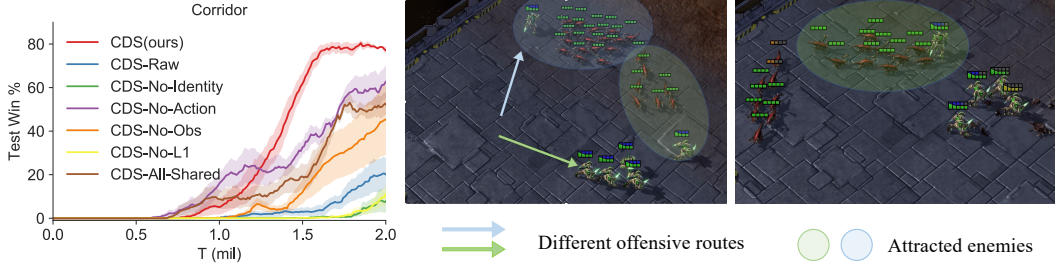 Corridor
80
60
40
20
0
Test Win %
CDS(ours)
CDS-Raw
CDS-No-Identity
CDS-No-Action
CDS-No-Obs
CDS-No-L1
CDS-All-Shared
0.0 0.5 1.0 1.5 2.0
T (mil)
Different offensive routes
Attracted enemies